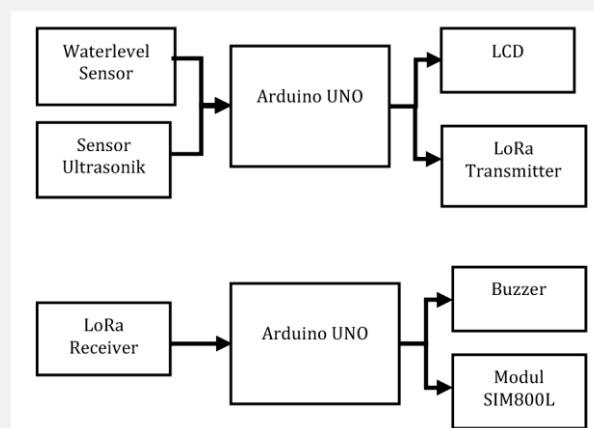 Waterlevel
Sensor
Sensor
Ultrasonik
Arduino UNO
LCD
LoRa
Transmitter
LoRa
Receiver
Arduino UNO
Buzzer
Modul
SIM800L